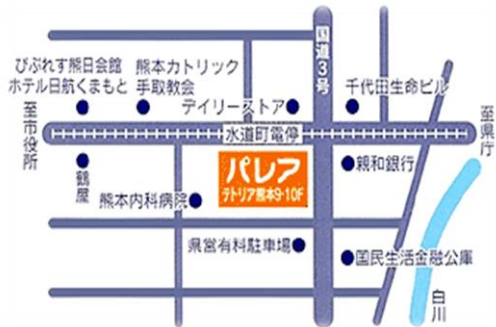 国道3号
びぷれす熊日会館
ホテル日航くまもと
熊本カトリック
手取教会
デイリーストア
千代田生命ビル
至市役所
水道町電停
至県庁
鶴屋
パレア
テトリア熊本9・10F
親和銀行
熊本内科病院
県営有料駐車場
国民生活金融公庫
白川